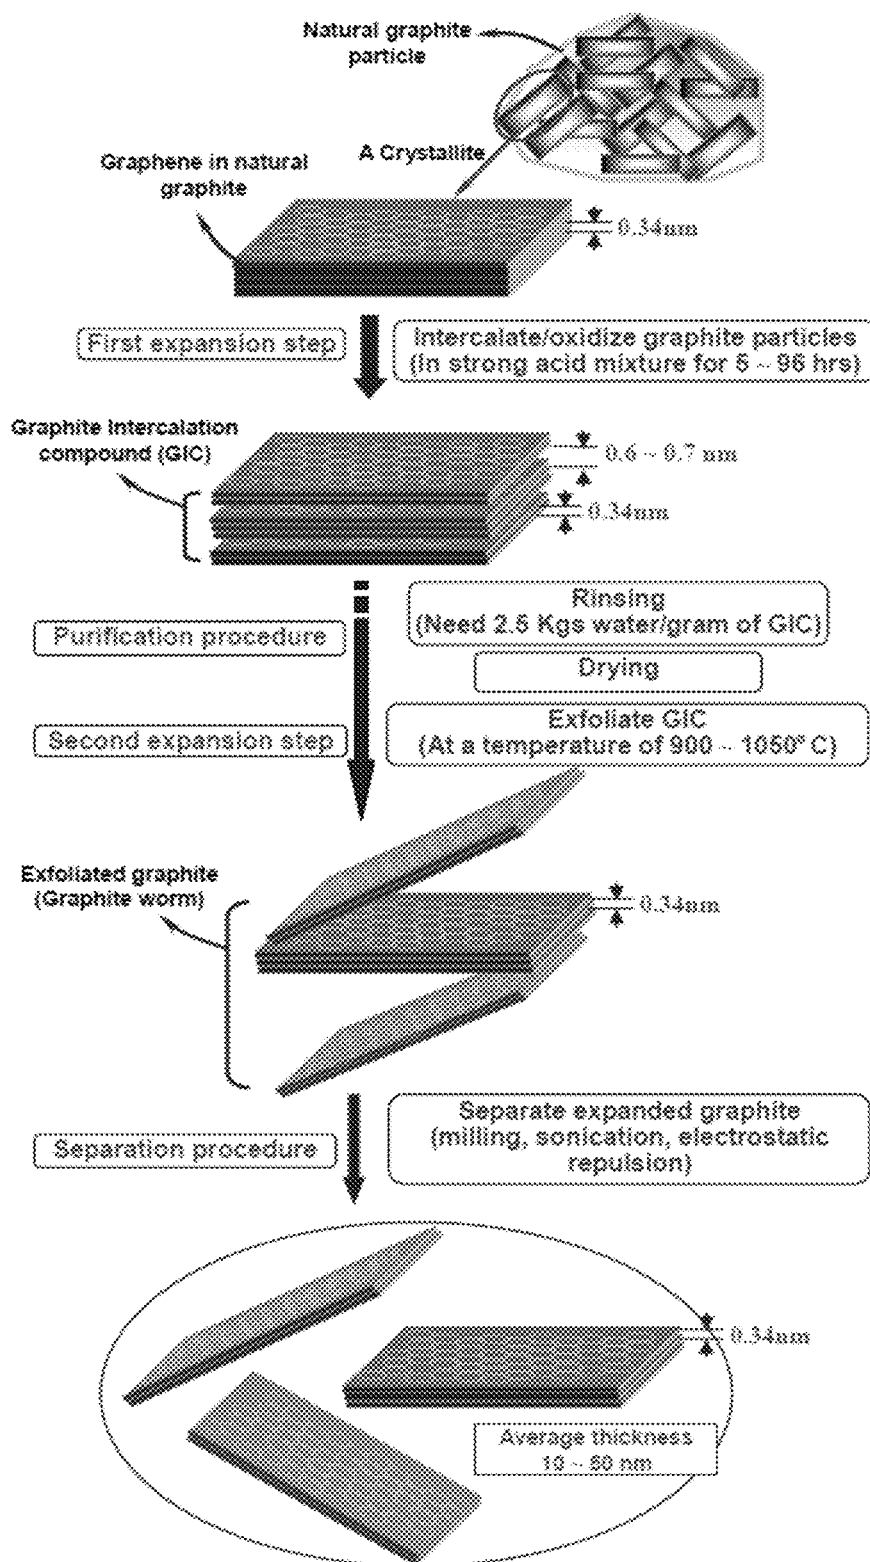 Natural graphite
particle
A Crystallite
Graphene in natural
graphite
0.34nm
First expansion step
Intercalate/oxidize graphite particles
(In strong acid mixture for 5 ~ 96 hrs)
Graphite Intercalation
compound (GIC)
0.6 ~ 0.7 nm
0.34nm
Rinsing
(Need 2.5 Kgs water/gram of GIC)
Purification procedure
Drying
Second expansion step
Exfoliate GIC
(At a temperature of 900 ~ 1050° C)
Exfoliated graphite
(Graphite worm)
0.34nm
Separation procedure
Separate expanded graphite
(milling, sonication, electrostatic
repulsion)
0.34nm
Average thickness
10 ~ 50 nm